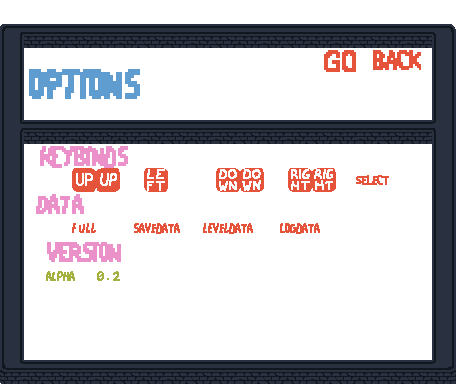 GO BACK
OPTIONS
KEYBINDS
UP UP LE FT DO WN DO WN RIG HT RIG HT SELECT
DATA
FULL SAVEDATA LEVELDATA LOGDATA
VERSION
ALPHA 0.2